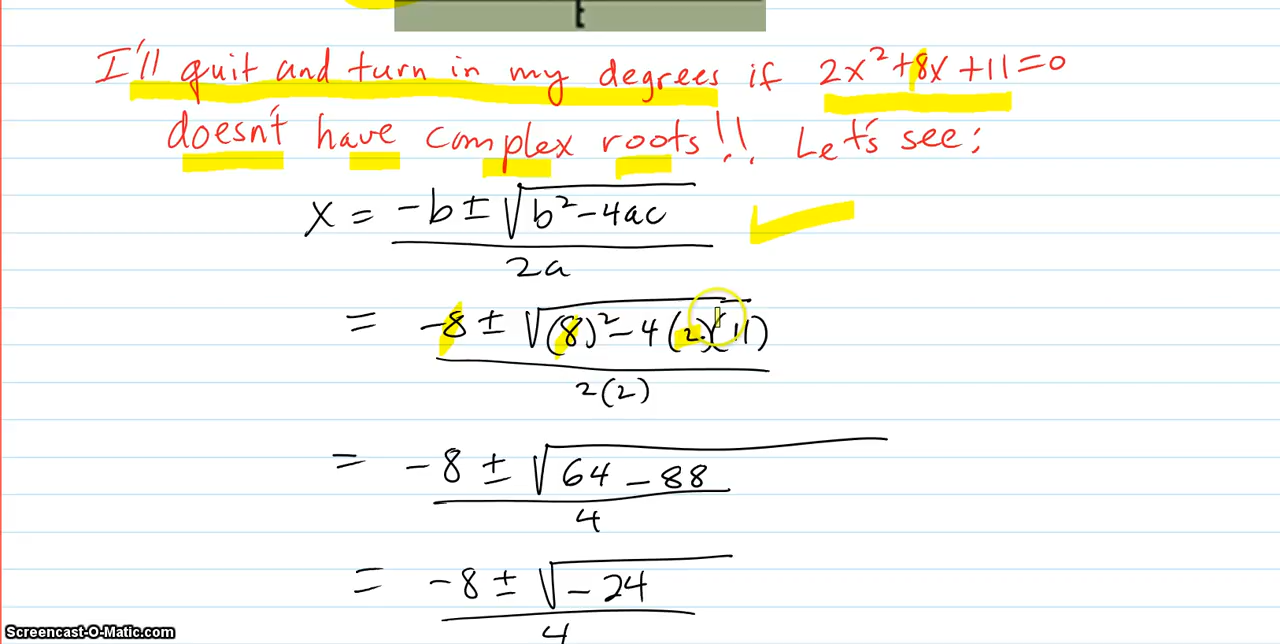 t
I'll quit and turn in my degrees if 2x²+8x+11=0
doesn't have complex roots!! Let's see:
x = -b ± √b²-4ac
2a
= -8 ± √(8)²-4(2)(11)
2(2)
= -8 ± √64-88
4
= -8 ± √-24
4
Screencast-O-Matic.com